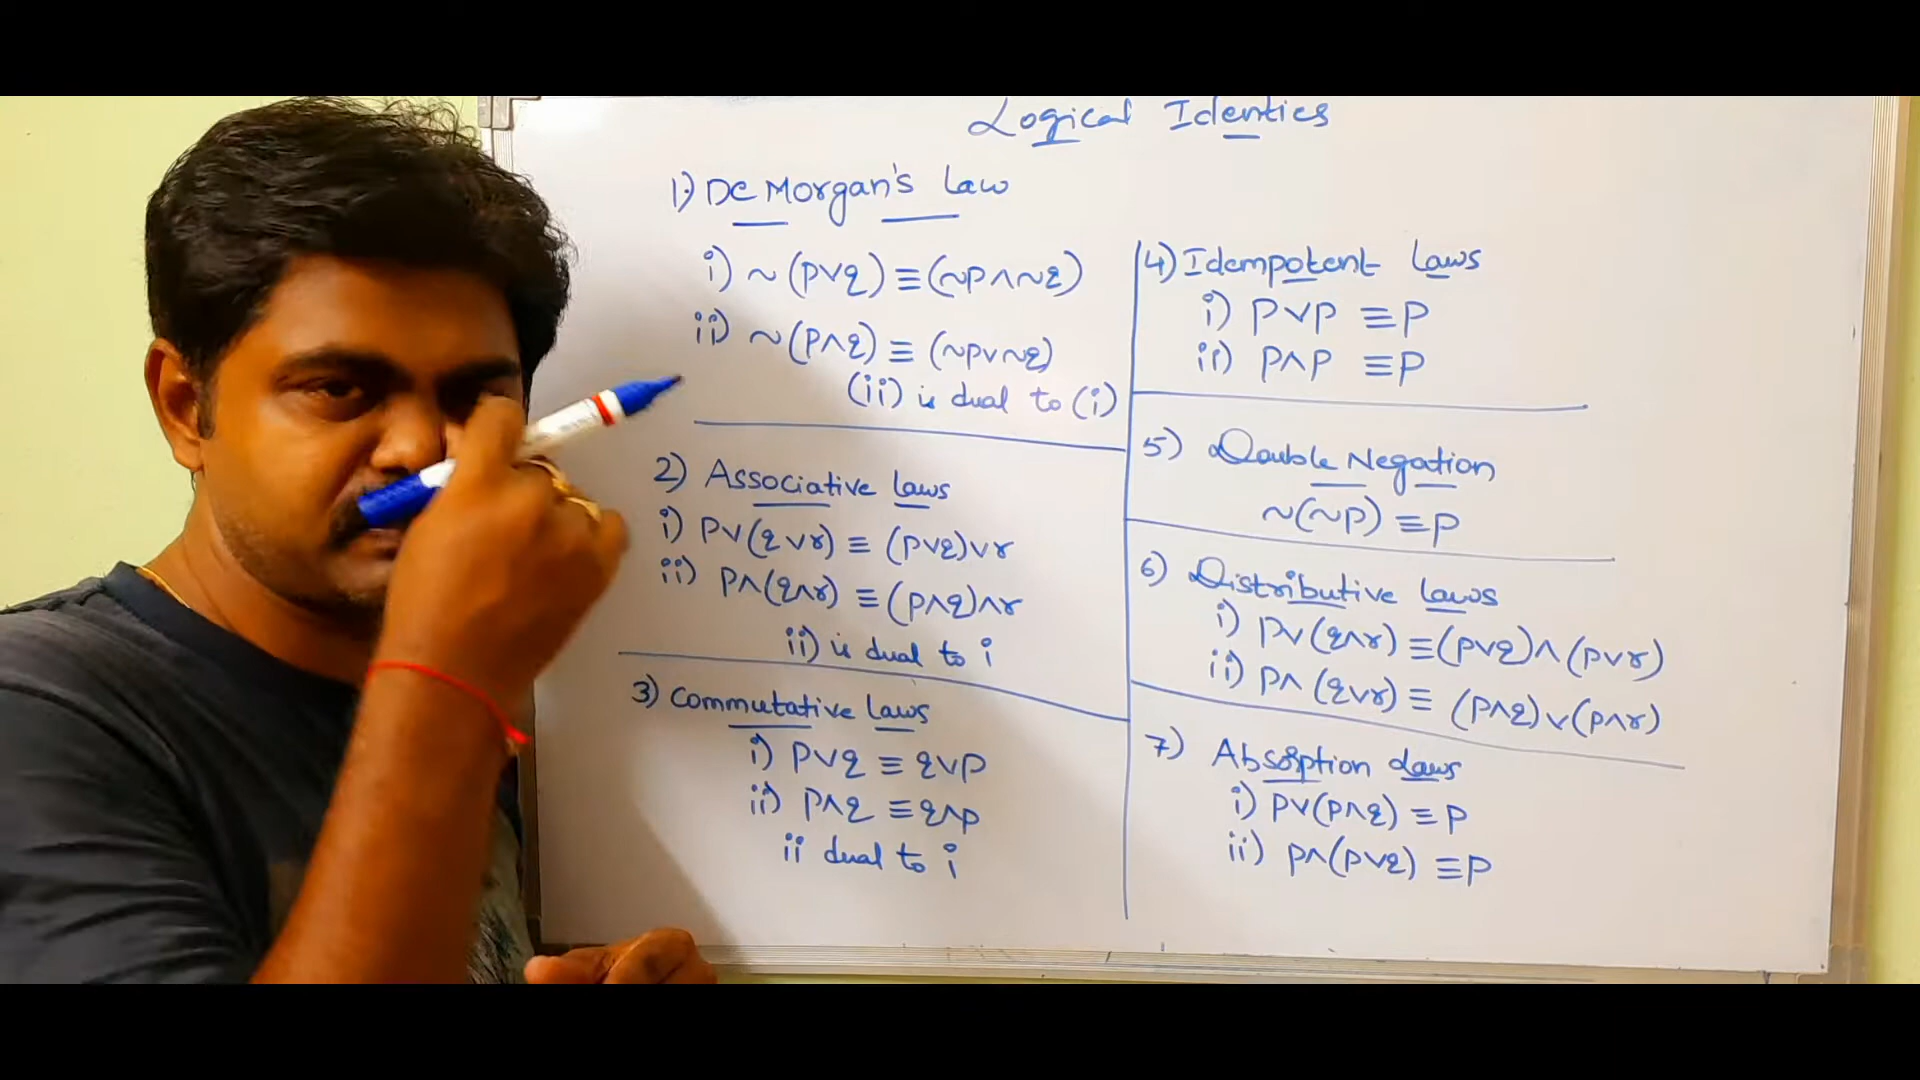 Logical Identies
1) De Morgan's Law
i) ~(p∨q)≡(~p∧~q)
ii) ~(p∧q)≡(~p∨~q)
(ii) is dual to (i)
2) Associative Laws
i) p∨(q∨r)≡(p∨q)∨r
ii) p∧(q∧r)≡(p∧q)∧r
ii) is dual to i
3) Commutative Laws
i) p∨q≡q∨p
ii) p∧q≡q∧p
ii dual to i
4) Idempotent Laws
i) p∨p≡p
ii) p∧p≡p
5) Double Negation
~(~p)≡p
6) Distributive Laws
i) p∨(q∧r)≡(p∨q)∧(p∨r)
ii) p∧(q∨r)≡(p∧q)∨(p∧r)
7) Absorption Laws
i) p∨(p∧q)≡p
ii) p∧(p∨q)≡p